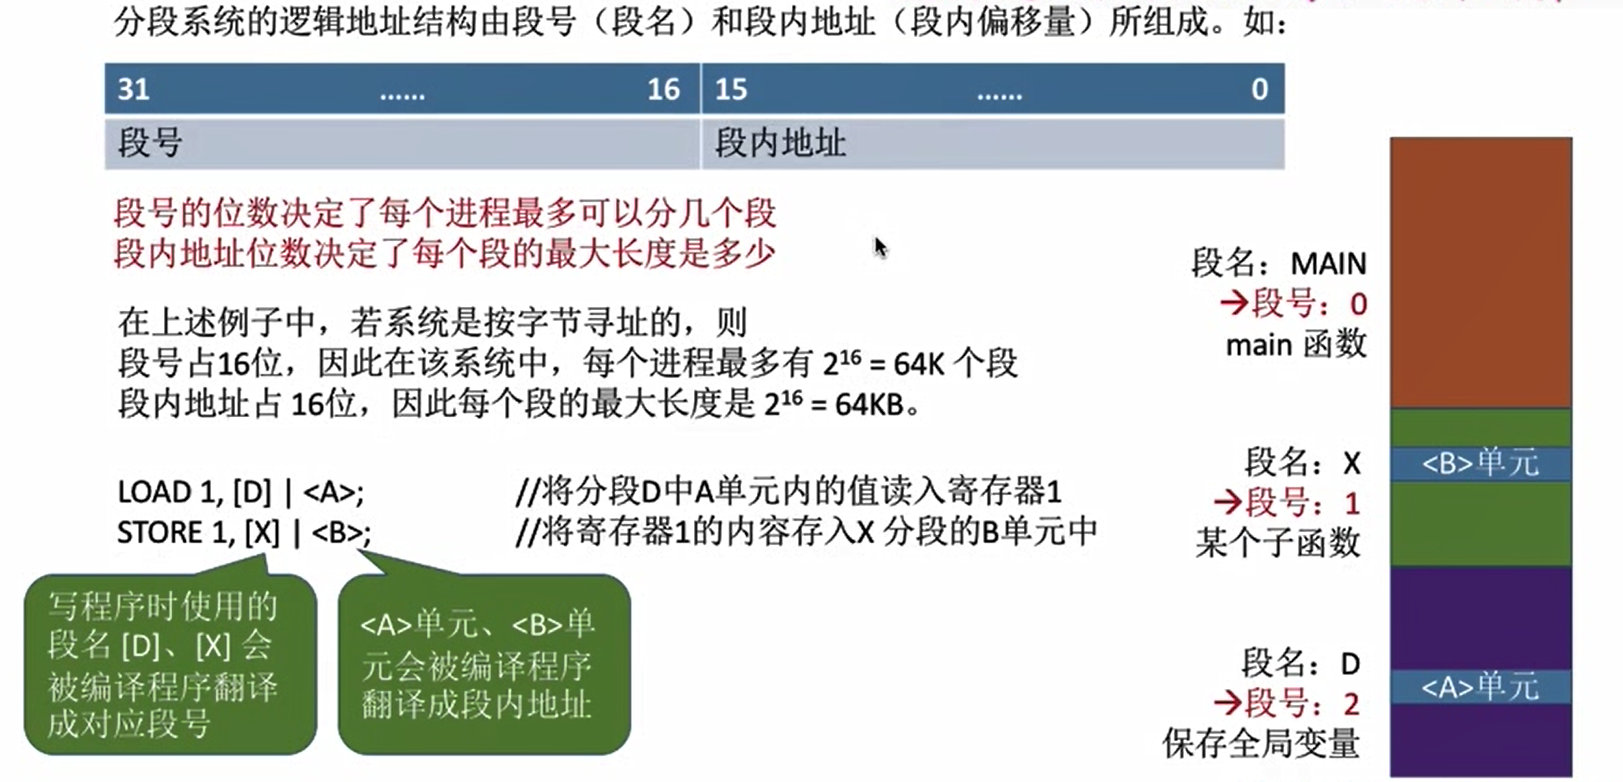 分段系统的逻辑地址结构由段号（段名）和段内地址（段内偏移量）所组成。如：
31 …… 16 15 …… 0
段号 段内地址
段号的位数决定了每个进程最多可以分几个段
段内地址位数决定了每个段的最大长度是多少
在上述例子中，若系统是按字节寻址的，则
段号占16位，因此在该系统中，每个进程最多有 2¹⁶ = 64K 个段
段内地址占 16位，因此每个段的最大长度是 2¹⁶ = 64KB。
LOAD 1, [D] | <A>; //将分段D中A单元内的值读入寄存器1
STORE 1, [X] | <B>; //将寄存器1的内容存入X 分段的B单元中
写程序时使用的
段名 [D]、[X] 会
被编译程序翻译
成对应段号
<A>单元、<B>单
元会被编译程序
翻译成段内地址
段名：MAIN
→段号：0
main 函数
段名：X
→段号：1
某个子函数
段名：D
→段号：2
保存全局变量
<B>单元
<A>单元